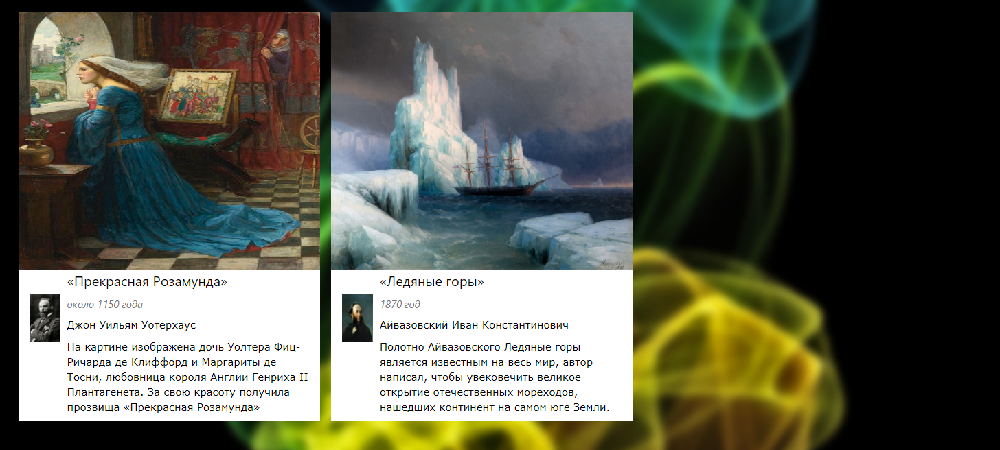 «Прекрасная Розамунда»
около 1150 года
Джон Уильям Уотерхаус
На картине изображена дочь Уолтера Фиц-
Ричарда де Клиффорд и Маргариты де
Тосни, любовница короля Англии Генриха II
Плантагенета. За свою красоту получила
прозвища «Прекрасная Розамунда»
«Ледяные горы»
1870 год
Айвазовский Иван Константинович
Полотно Айвазовского Ледяные горы
является известным на весь мир, автор
написал, чтобы увековечить великое
открытие отечественных мореходов,
нашедших континент на самом юге Земли.